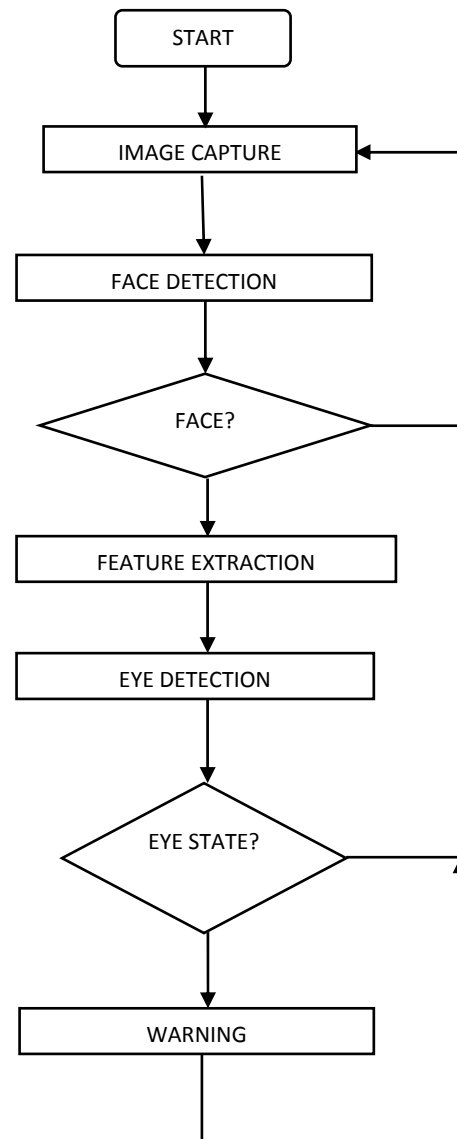 START
IMAGE CAPTURE
FACE DETECTION
FACE?
FEATURE EXTRACTION
EYE DETECTION
EYE STATE?
WARNING